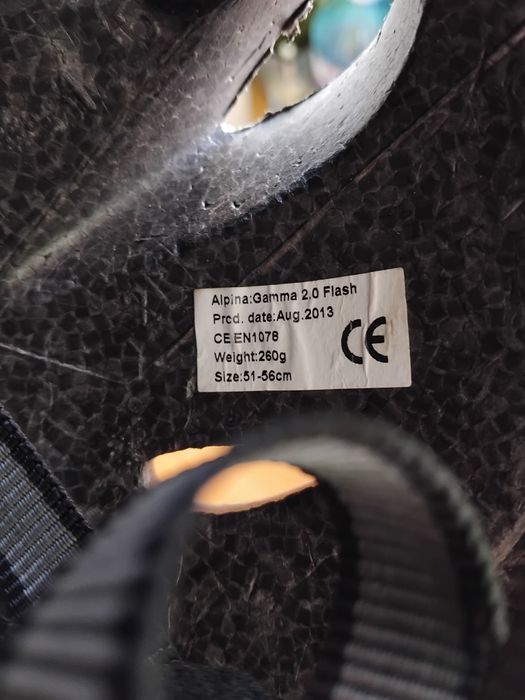 Alpina:Gamma 2.0 Flash
Prod. date:Aug.2013
CE EN1078
Weight:260g
Size:51-56cm
CE